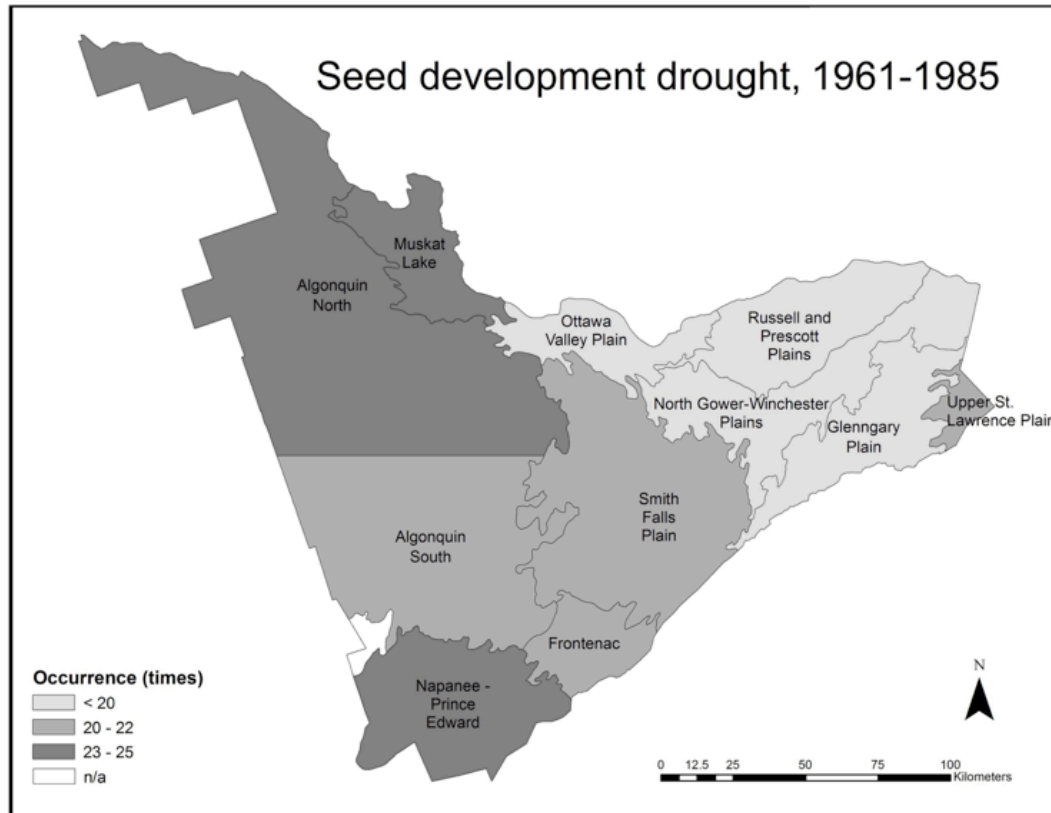 Seed development drought, 1961-1985
Muskat
Lake
Algonquin
North
Ottawa
Valley Plain
Russell and
Prescott
Plains
North Gower-Winchester
Plains
Glenngary
Plain
Upper St.
Lawrence Plain
Smith
Falls
Plain
Algonquin
South
Frontenac
Napanee -
Prince
Edward
Occurrence (times)
< 20
20 - 22
23 - 25
n/a
N
0 12.5 25 50 75 100
Kilometers